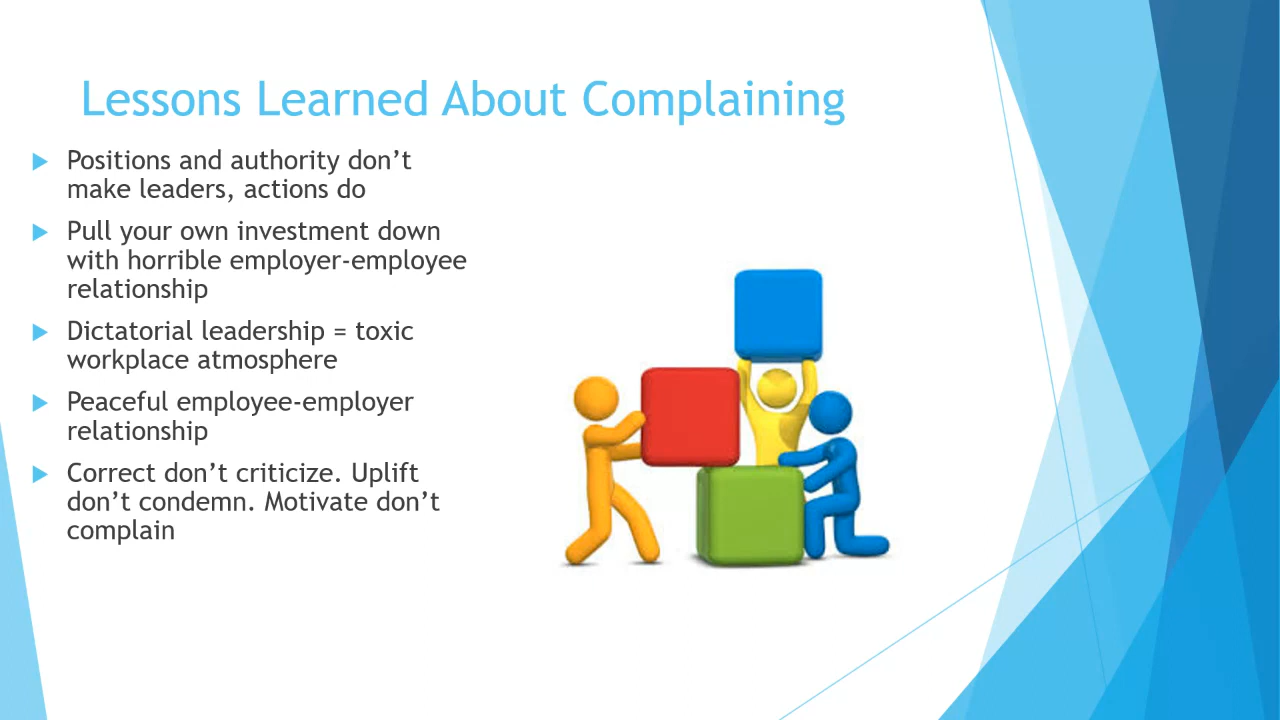 Lessons Learned About Complaining
Positions and authority don’t
make leaders, actions do
Pull your own investment down
with horrible employer-employee
relationship
Dictatorial leadership = toxic
workplace atmosphere
Peaceful employee-employer
relationship
Correct don’t criticize. Uplift
don’t condemn. Motivate don’t
complain